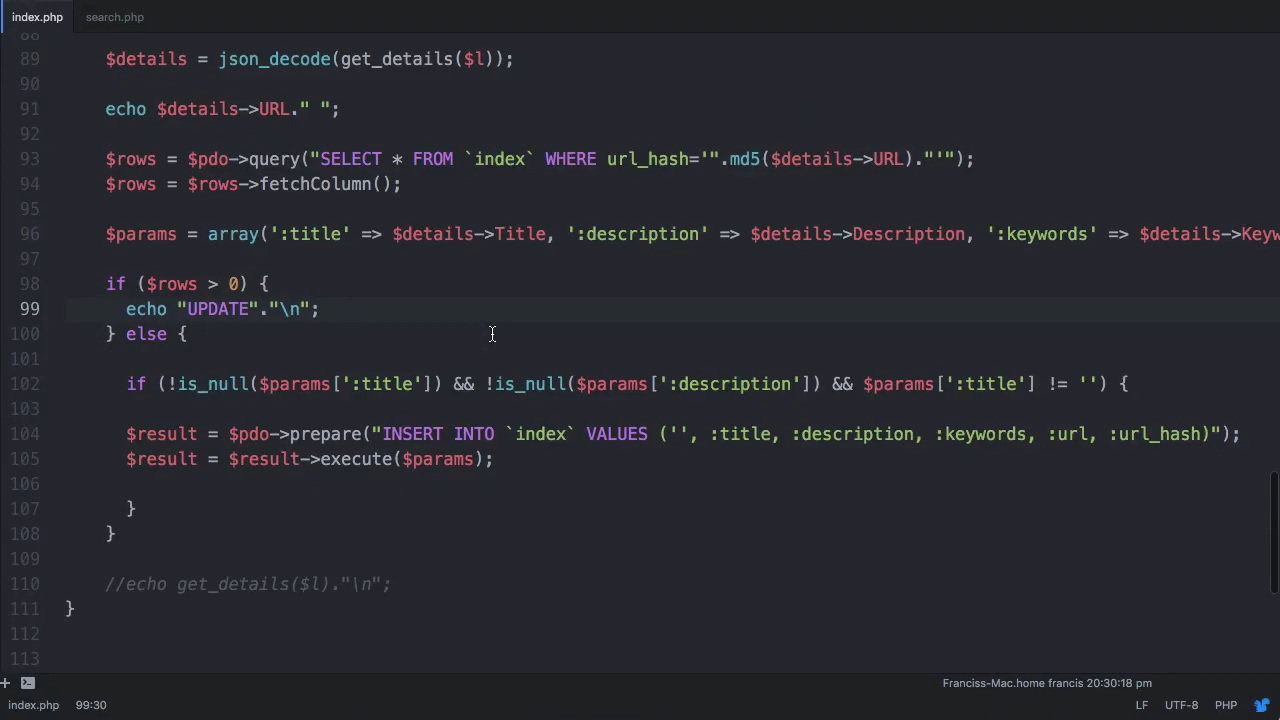 index.php search.php
88
89 $details = json_decode(get_details($l));
90
91 echo $details->URL." ";
92
93 $rows = $pdo->query("SELECT * FROM `index` WHERE url_hash='".md5($details->URL)."'");
94 $rows = $rows->fetchColumn();
95
96 $params = array(':title' => $details->Title, ':description' => $details->Description, ':keywords' => $details->Keyw
97
98 if ($rows > 0) {
99 echo "UPDATE"."\n";
100 } else {
101
102 if (!is_null($params[':title']) && !is_null($params[':description']) && $params[':title'] != '') {
103
104 $result = $pdo->prepare("INSERT INTO `index` VALUES ('', :title, :description, :keywords, :url, :url_hash)");
105 $result = $result->execute($params);
106
107 }
108 }
109
110 //echo get_details($l)."\n";
111 }
112
113
+ Franciss-Mac.home francis 20:30:18 pm
index.php 99:30 LF UTF-8 PHP